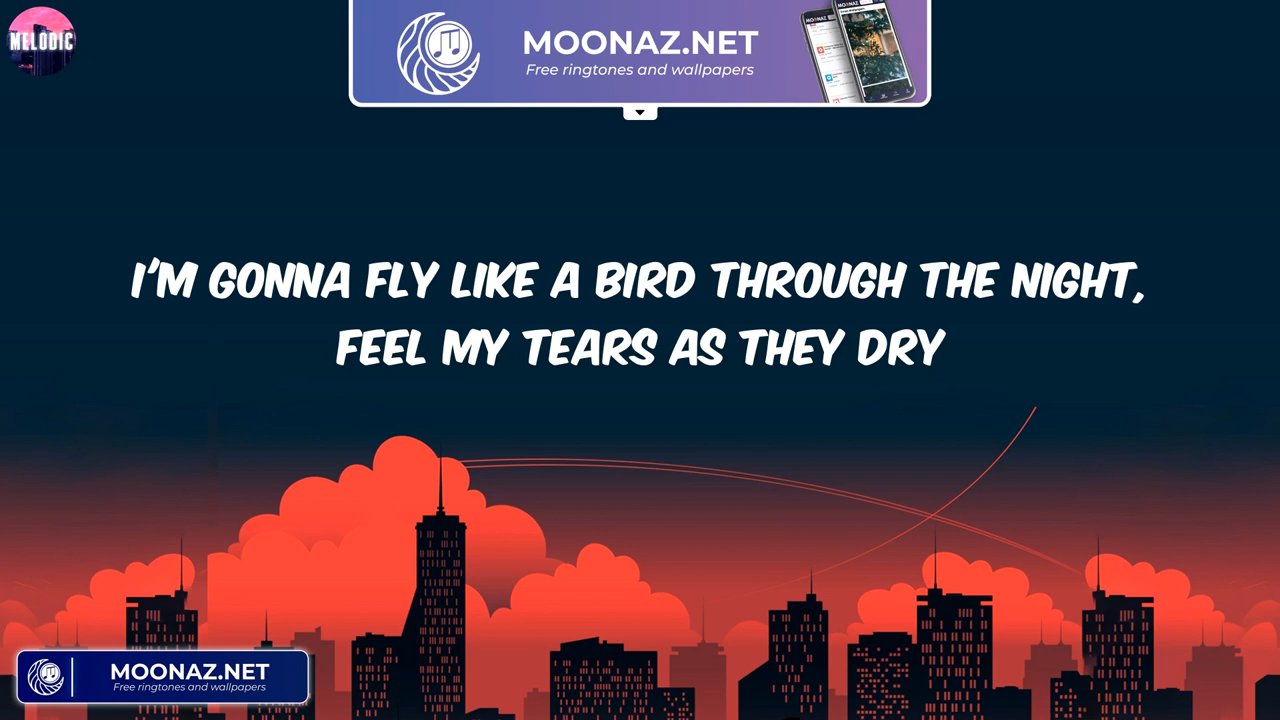 MELODIC
MOONAZ.NET
Free ringtones and wallpapers
I'M GONNA FLY LIKE A BIRD THROUGH THE NIGHT,
FEEL MY TEARS AS THEY DRY
MOONAZ.NET
Free ringtones and wallpapers